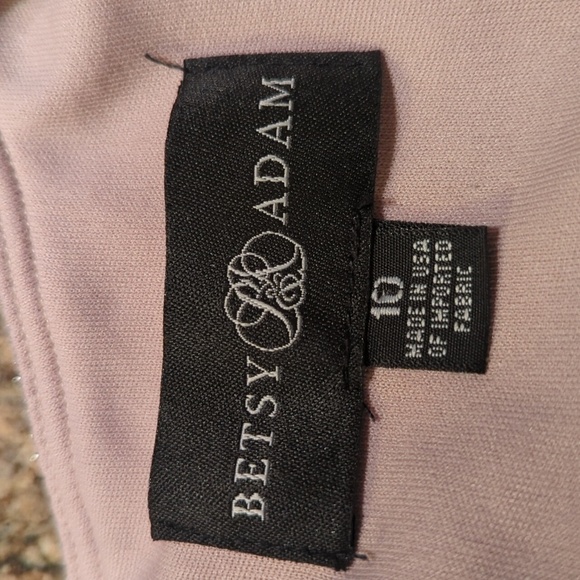 BETSY ADAM
10
MADE IN USA
OF IMPORTED
FABRIC